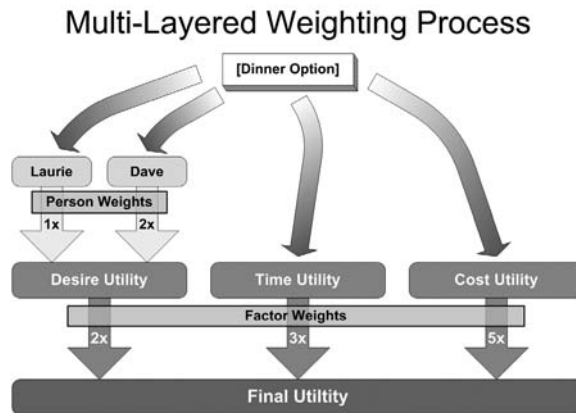 Multi-Layered Weighting Process
[Dinner Option]
Laurie
Dave
Person Weights
1x
2x
Desire Utility
Time Utility
Cost Utility
Factor Weights
2x
3x
5x
Final Utiltity